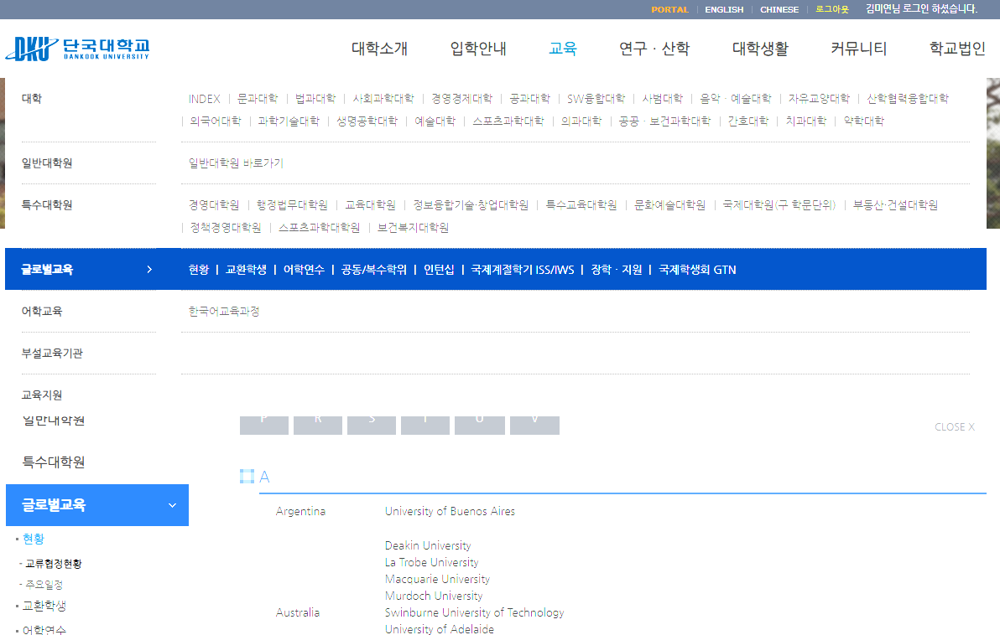 PORTAL | ENGLISH | CHINESE | 로그아웃 김미연님 로그인 하셨습니다.
DKU 단국대학교
DANKOOK UNIVERSITY
대학소개 입학안내 교육 연구 · 산학 대학생활 커뮤니티 학교법인
대학 INDEX | 문과대학 | 법과대학 | 사회과학대학 | 경영경제대학 | 공과대학 | SW융합대학 | 사범대학 | 음악 · 예술대학 | 자유교양대학 | 산학협력융합대학
| 외국어대학 | 과학기술대학 | 생명공학대학 | 예술대학 | 스포츠과학대학 | 의과대학 | 공공 · 보건과학대학 | 간호대학 | 치과대학 | 약학대학
일반대학원 일반대학원 바로가기
특수대학원 경영대학원 | 행정법무대학원 | 교육대학원 | 정보융합기술·창업대학원 | 특수교육대학원 | 문화예술대학원 | 국제대학원(구 학문단위) | 부동산·건설대학원
| 정책경영대학원 | 스포츠과학대학원 | 보건복지대학원
글로벌교육 현황 | 교환학생 | 어학연수 | 공동/복수학위 | 인턴십 | 국제계절학기 ISS/IWS | 장학 · 지원 | 국제학생회 GTN
어학교육 한국어교육과정
부설교육기관
교육지원
일반대학원 P R S T U V
CLOSE X
특수대학원
A
글로벌교육
Argentina University of Buenos Aires
현황
Deakin University
- 교류협정현황 La Trobe University
Macquarie University
- 주요일정
Murdoch University
교환학생
Australia Swinburne University of Technology
어학연수 University of Adelaide